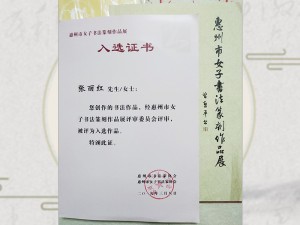 惠州市女子书法篆刻作品展
入选证书
张丽红 先生/女士:
您创作的书法作品，经惠州市女
子书法篆刻作品展评审委员会评审，
被评为入选作品。
特颁此证。
惠州市女子書法篆刻作品展